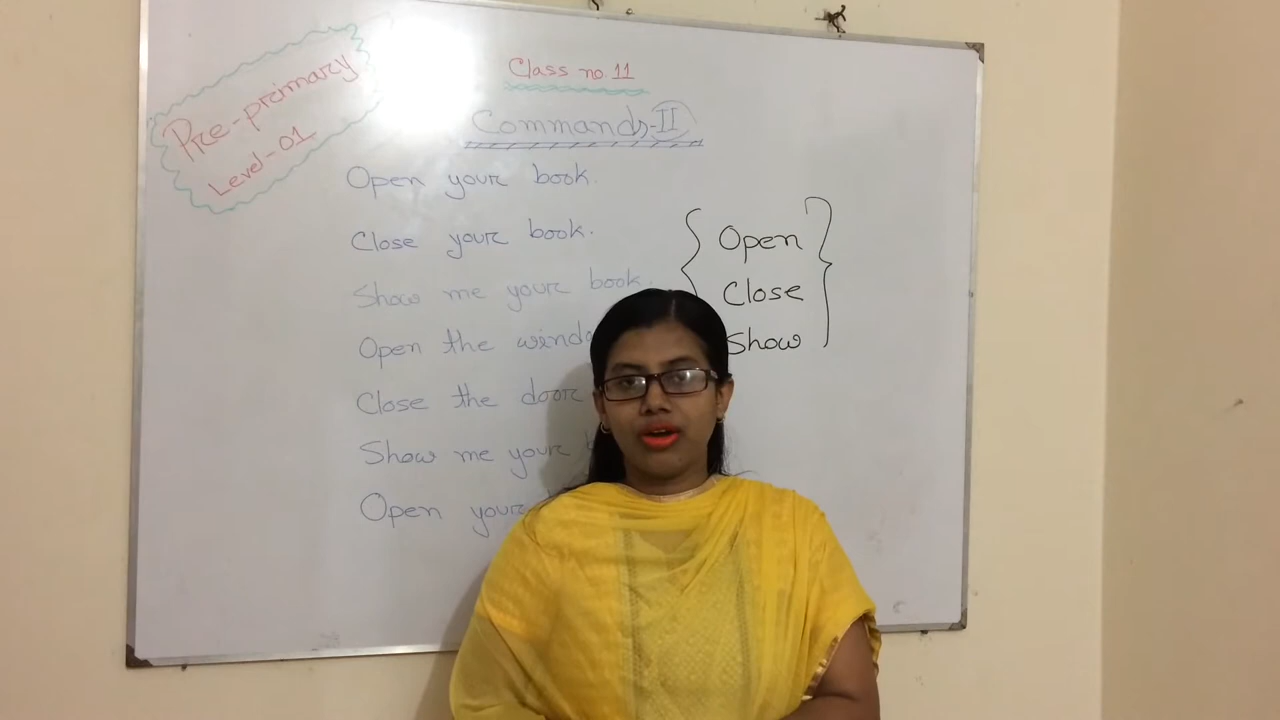 Pre-primary
Level-01
Class no. 11
Commands-II
Open your book.
Close your book.
Show me your book.
Open the
Close the door
Show me your
Open your
Open
Close
Show